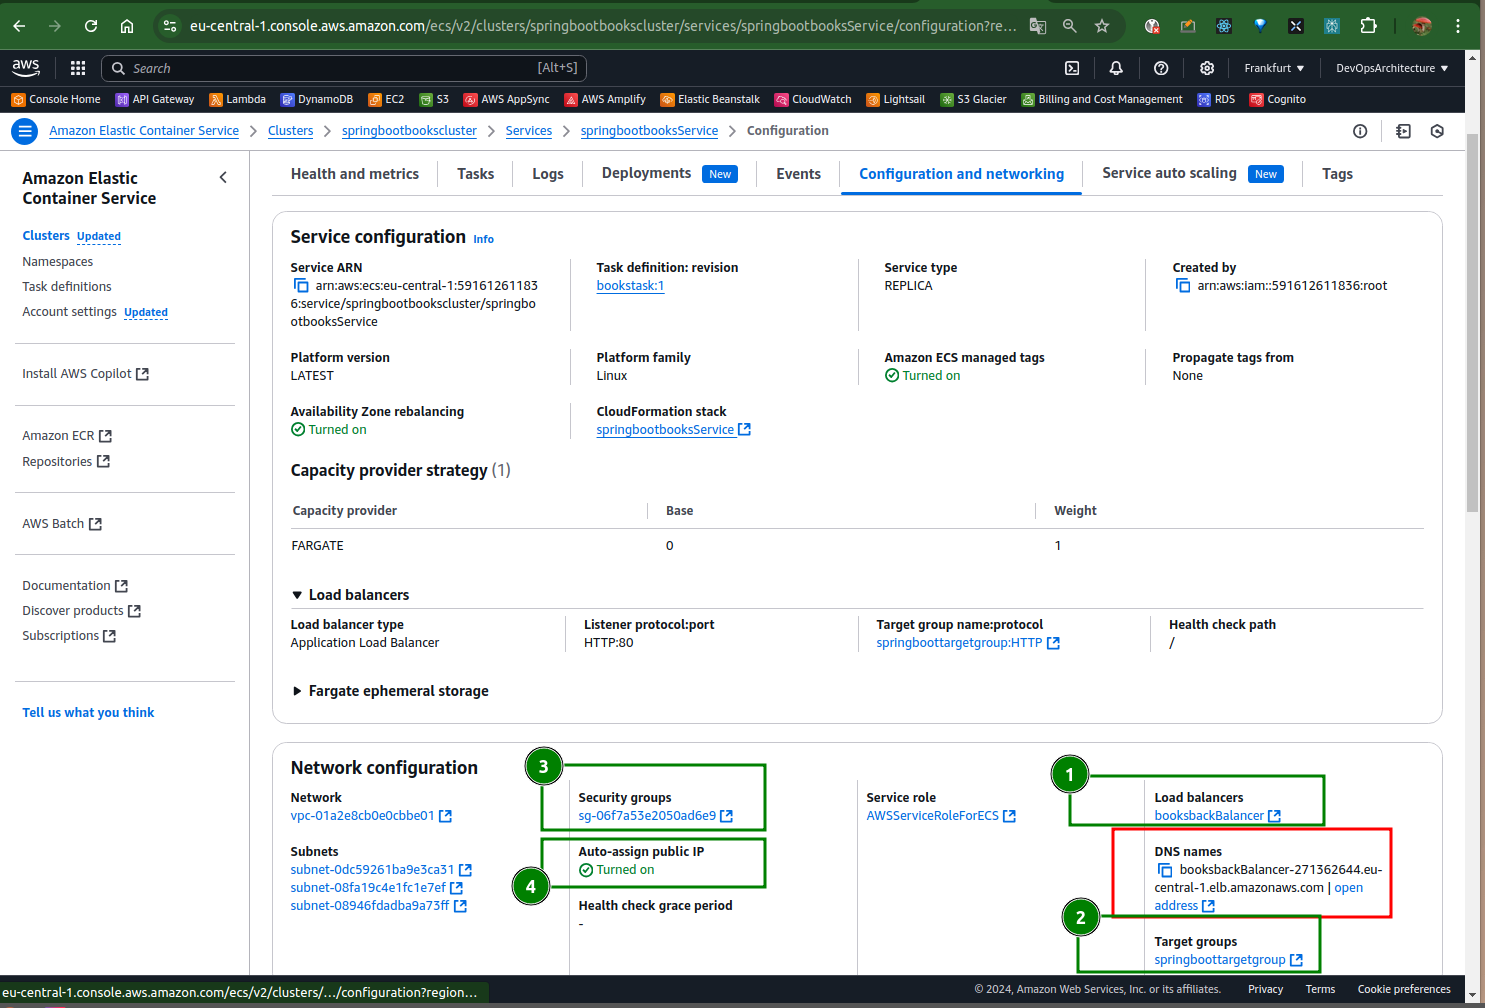 eu-central-1.console.aws.amazon.com/ecs/v2/clusters/springbootbookscluster/services/springbootbooksService/configuration?re...
aws
Search [Alt+S]
Frankfurt DevOpsArchitecture
Console Home API Gateway Lambda DynamoDB EC2 S3 AWS AppSync AWS Amplify Elastic Beanstalk CloudWatch Lightsail S3 Glacier Billing and Cost Management RDS Cognito
Amazon Elastic Container Service > Clusters > springbootbookscluster > Services > springbootbooksService > Configuration
Amazon Elastic
Container Service
Clusters Updated
Namespaces
Task definitions
Account settings Updated
Install AWS Copilot
Amazon ECR
Repositories
AWS Batch
Documentation
Discover products
Subscriptions
Tell us what you think
Health and metrics Tasks Logs Deployments New Events Configuration and networking Service auto scaling New Tags
Service configuration Info
Service ARN
arn:aws:ecs:eu-central-1:59161261183
6:service/springbootbookscluster/springbo
otbooksService
Task definition: revision
bookstask:1
Service type
REPLICA
Created by
arn:aws:iam::591612611836:root
Platform version
LATEST
Platform family
Linux
Amazon ECS managed tags
Turned on
Propagate tags from
None
Availability Zone rebalancing
Turned on
CloudFormation stack
springbootbooksService
Capacity provider strategy (1)
Capacity provider Base Weight
FARGATE 0 1
Load balancers
Load balancer type
Application Load Balancer
Listener protocol:port
HTTP:80
Target group name:protocol
springboottargetgroup:HTTP
Health check path
/
Fargate ephemeral storage
Network configuration
Network
vpc-01a2e8cb0e0cbbe01
Subnets
subnet-0dc59261ba9e3ca31
subnet-08fa19c4e1fc1e7ef
subnet-08946fdadba9a73ff
3
Security groups
sg-06f7a53e2050ad6e9
Auto-assign public IP
Turned on
4
Health check grace period
-
Service role
AWSServiceRoleForECS
1
Load balancers
booksbackBalancer
DNS names
booksbackBalancer-271362644.eu-
central-1.elb.amazonaws.com | open
address
2
Target groups
springboottargetgroup
eu-central-1.console.aws.amazon.com/ecs/v2/clusters/.../configuration?region...
© 2024, Amazon Web Services, Inc. or its affiliates. Privacy Terms Cookie preferences